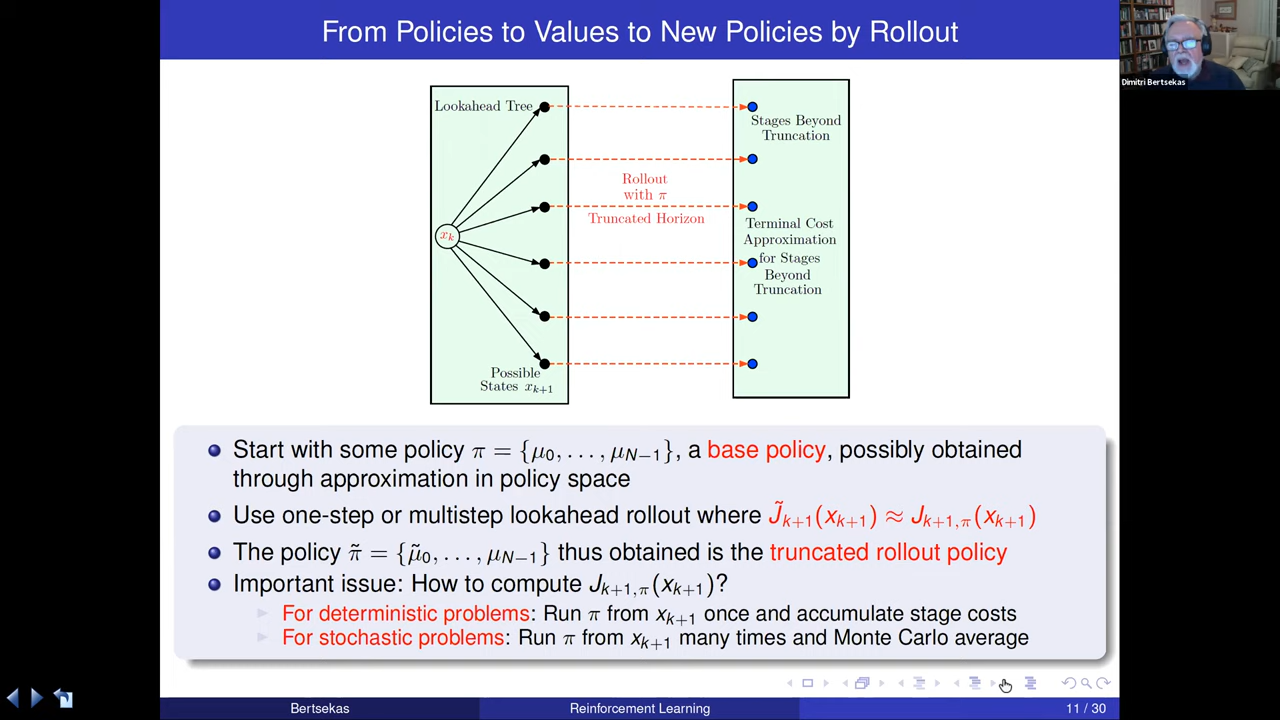 From Policies to Values to New Policies by Rollout
Dimitri Bertsekas
Lookahead Tree
Stages Beyond
Truncation
Rollout
with π
Truncated Horizon
x_k
Terminal Cost
Approximation
for Stages
Beyond
Truncation
Possible
States x_{k+1}
Start with some policy π = {μ_0, . . . , μ_{N−1}}, a base policy, possibly obtained
through approximation in policy space
Use one-step or multistep lookahead rollout where J̃_{k+1}(x_{k+1}) ≈ J_{k+1,π}(x_{k+1})
The policy π̃ = {μ̃_0, . . . , μ_{N−1}} thus obtained is the truncated rollout policy
Important issue: How to compute J_{k+1,π}(x_{k+1})?
For deterministic problems: Run π from x_{k+1} once and accumulate stage costs
For stochastic problems: Run π from x_{k+1} many times and Monte Carlo average
Bertsekas
Reinforcement Learning
11 / 30